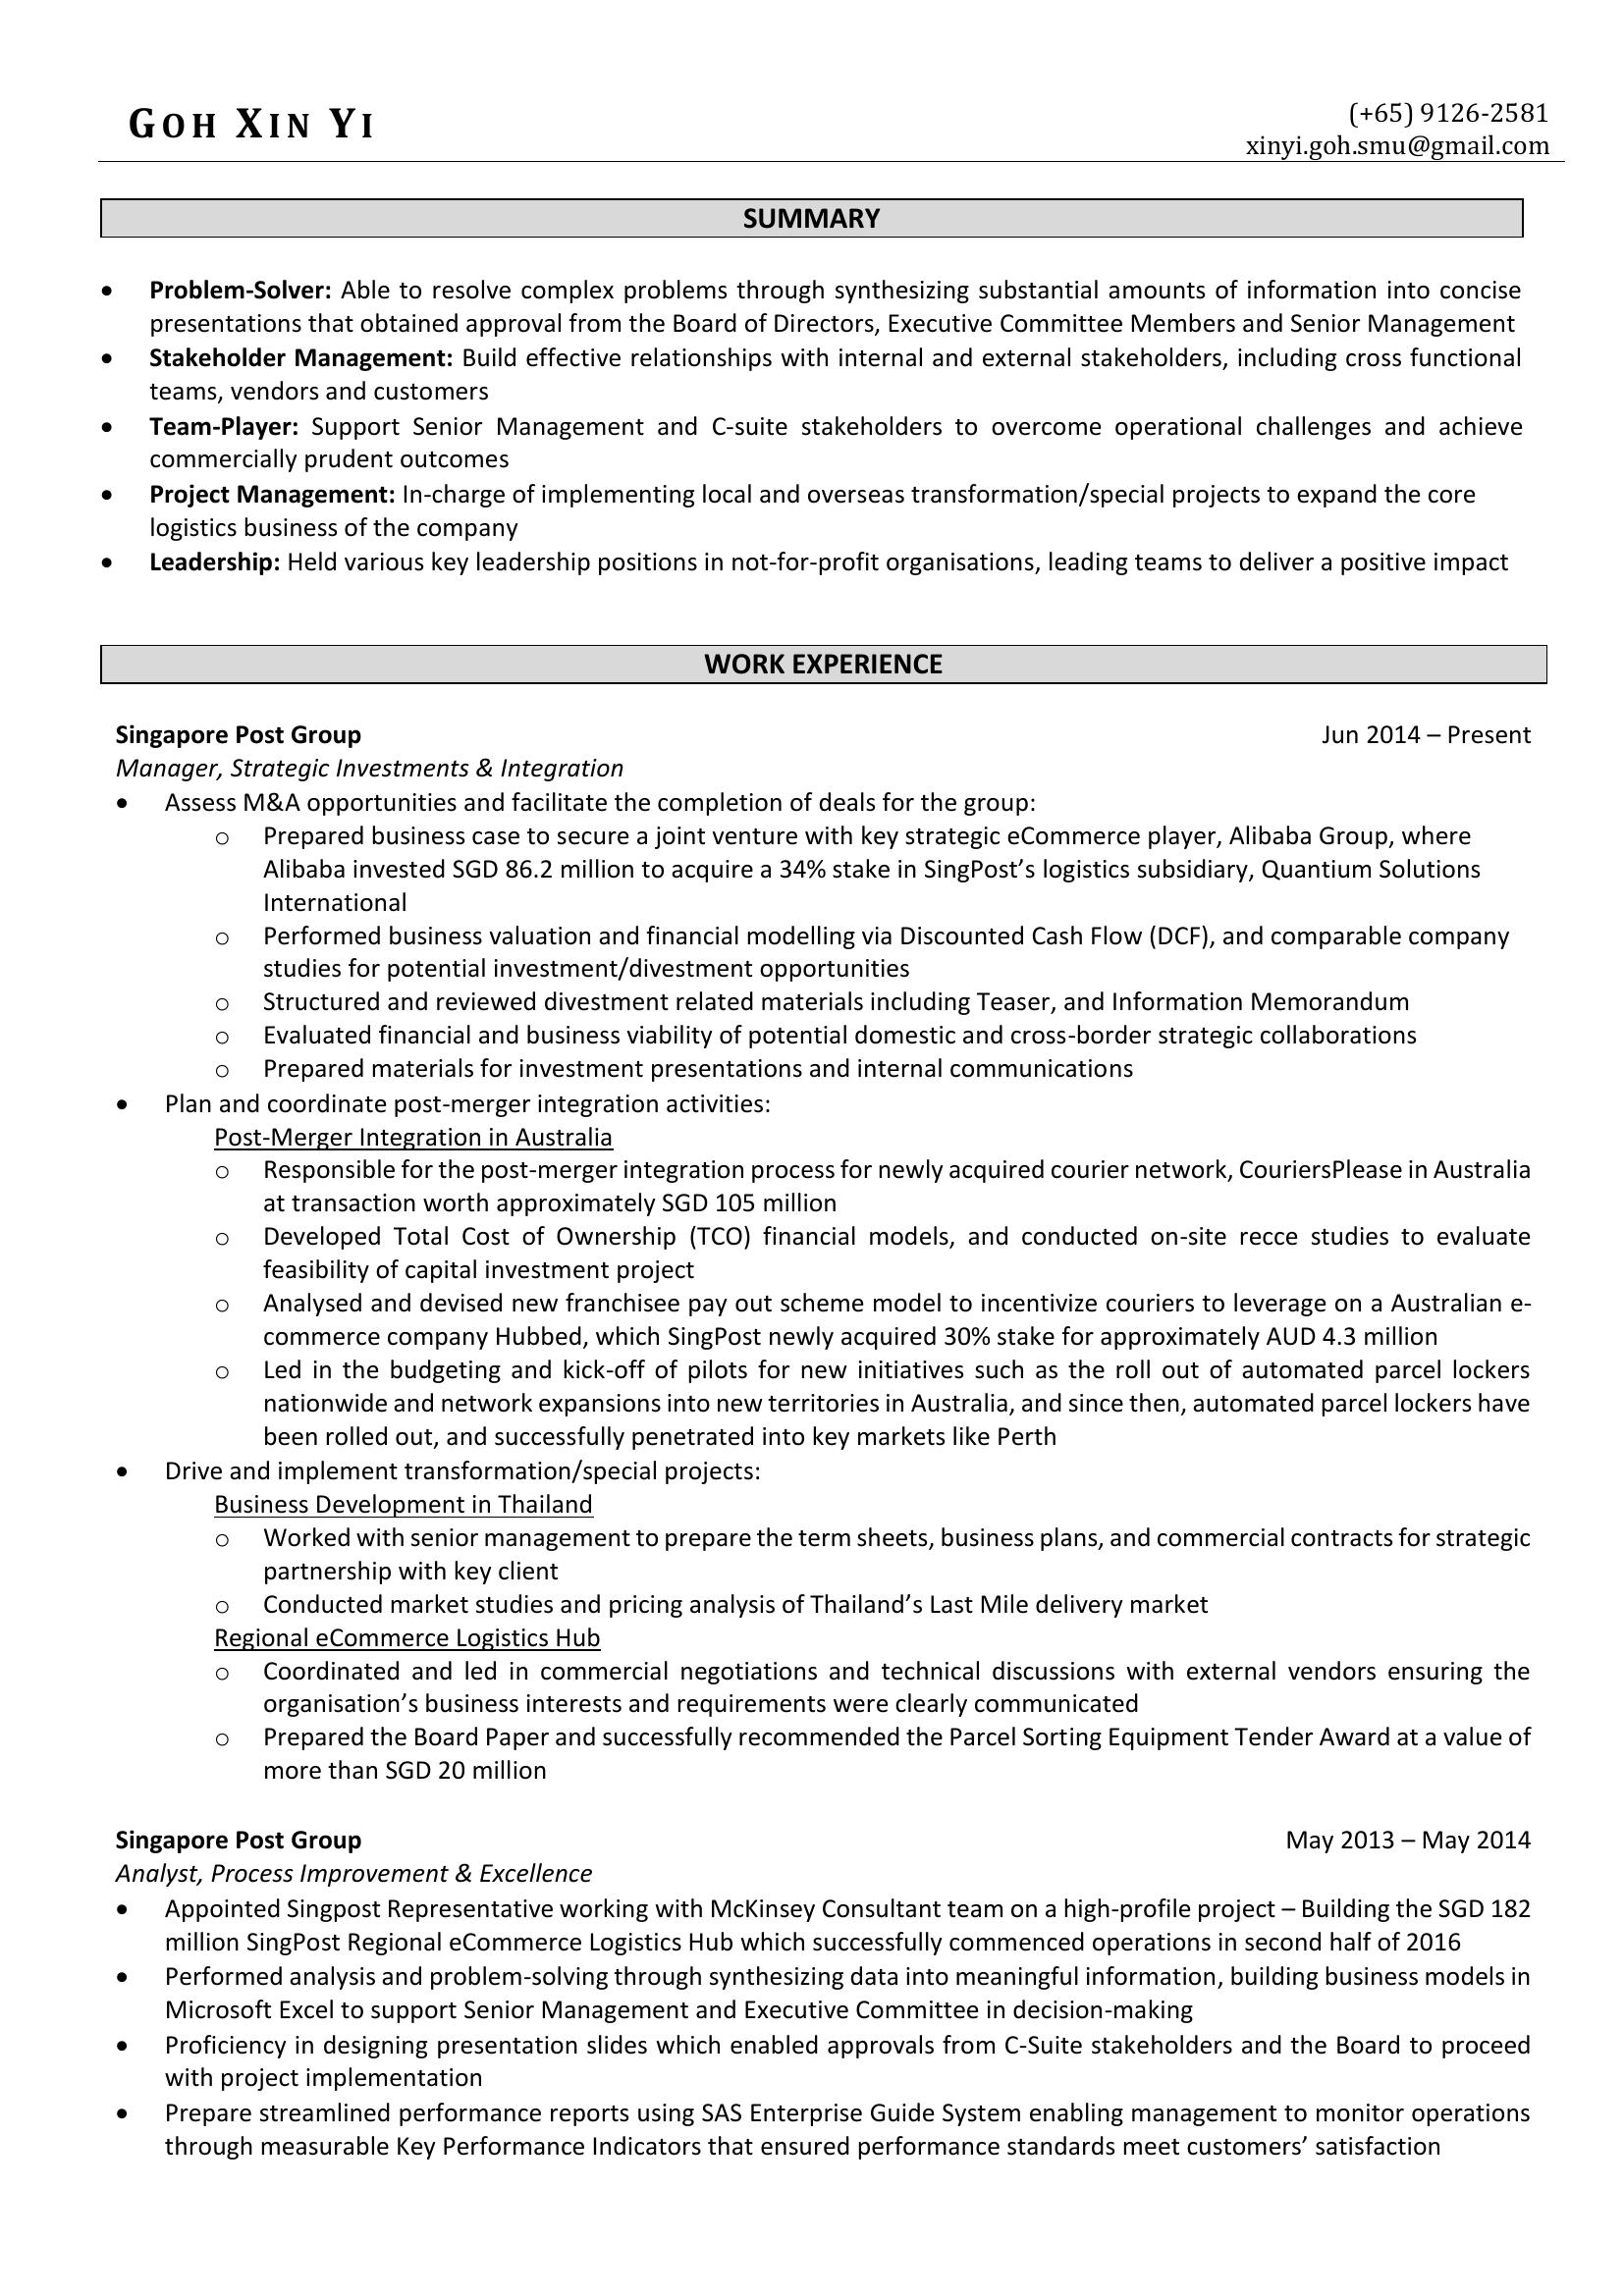 GOH XIN YI
(+65) 9126-2581
xinyi.goh.smu@gmail.com
SUMMARY
• Problem-Solver: Able to resolve complex problems through synthesizing substantial amounts of information into concise
presentations that obtained approval from the Board of Directors, Executive Committee Members and Senior Management
• Stakeholder Management: Build effective relationships with internal and external stakeholders, including cross functional
teams, vendors and customers
• Team-Player: Support Senior Management and C-suite stakeholders to overcome operational challenges and achieve
commercially prudent outcomes
• Project Management: In-charge of implementing local and overseas transformation/special projects to expand the core
logistics business of the company
• Leadership: Held various key leadership positions in not-for-profit organisations, leading teams to deliver a positive impact
WORK EXPERIENCE
Singapore Post Group Jun 2014 – Present
Manager, Strategic Investments & Integration
• Assess M&A opportunities and facilitate the completion of deals for the group:
o Prepared business case to secure a joint venture with key strategic eCommerce player, Alibaba Group, where
Alibaba invested SGD 86.2 million to acquire a 34% stake in SingPost’s logistics subsidiary, Quantium Solutions
International
o Performed business valuation and financial modelling via Discounted Cash Flow (DCF), and comparable company
studies for potential investment/divestment opportunities
o Structured and reviewed divestment related materials including Teaser, and Information Memorandum
o Evaluated financial and business viability of potential domestic and cross-border strategic collaborations
o Prepared materials for investment presentations and internal communications
• Plan and coordinate post-merger integration activities:
Post-Merger Integration in Australia
o Responsible for the post-merger integration process for newly acquired courier network, CouriersPlease in Australia
at transaction worth approximately SGD 105 million
o Developed Total Cost of Ownership (TCO) financial models, and conducted on-site recce studies to evaluate
feasibility of capital investment project
o Analysed and devised new franchisee pay out scheme model to incentivize couriers to leverage on a Australian e-
commerce company Hubbed, which SingPost newly acquired 30% stake for approximately AUD 4.3 million
o Led in the budgeting and kick-off of pilots for new initiatives such as the roll out of automated parcel lockers
nationwide and network expansions into new territories in Australia, and since then, automated parcel lockers have
been rolled out, and successfully penetrated into key markets like Perth
• Drive and implement transformation/special projects:
Business Development in Thailand
o Worked with senior management to prepare the term sheets, business plans, and commercial contracts for strategic
partnership with key client
o Conducted market studies and pricing analysis of Thailand’s Last Mile delivery market
Regional eCommerce Logistics Hub
o Coordinated and led in commercial negotiations and technical discussions with external vendors ensuring the
organisation’s business interests and requirements were clearly communicated
o Prepared the Board Paper and successfully recommended the Parcel Sorting Equipment Tender Award at a value of
more than SGD 20 million
Singapore Post Group May 2013 – May 2014
Analyst, Process Improvement & Excellence
• Appointed Singpost Representative working with McKinsey Consultant team on a high-profile project – Building the SGD 182
million SingPost Regional eCommerce Logistics Hub which successfully commenced operations in second half of 2016
• Performed analysis and problem-solving through synthesizing data into meaningful information, building business models in
Microsoft Excel to support Senior Management and Executive Committee in decision-making
• Proficiency in designing presentation slides which enabled approvals from C-Suite stakeholders and the Board to proceed
with project implementation
• Prepare streamlined performance reports using SAS Enterprise Guide System enabling management to monitor operations
through measurable Key Performance Indicators that ensured performance standards meet customers’ satisfaction